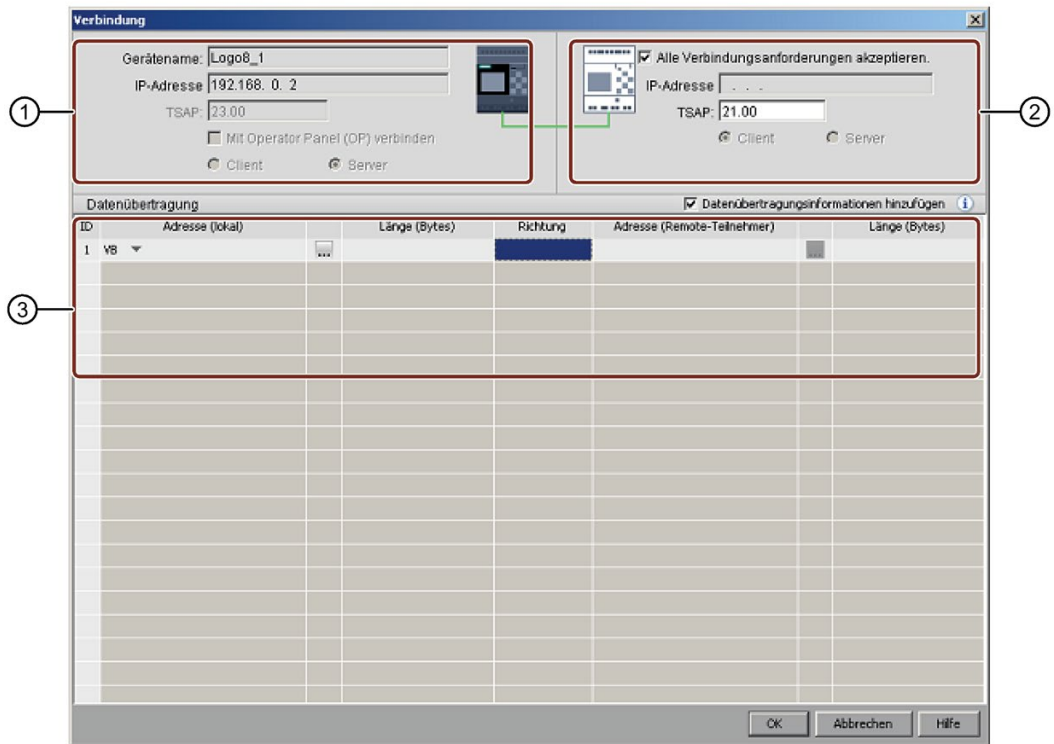 Verbindung
Gerätename: Logo8_1
IP-Adresse 192.168. 0. 2
TSAP: 23.00
Mit Operator Panel (OP) verbinden
Client Server
Alle Verbindungsanforderungen akzeptieren.
IP-Adresse . . .
TSAP: 21.00
Client Server
1
2
Datenübertragung Datenübertragungsinformationen hinzufügen i
ID Adresse (lokal) Länge (Bytes) Richtung Adresse (Remote-Teilnehmer) Länge (Bytes)
1 VB ... ...
3
OK Abbrechen Hilfe